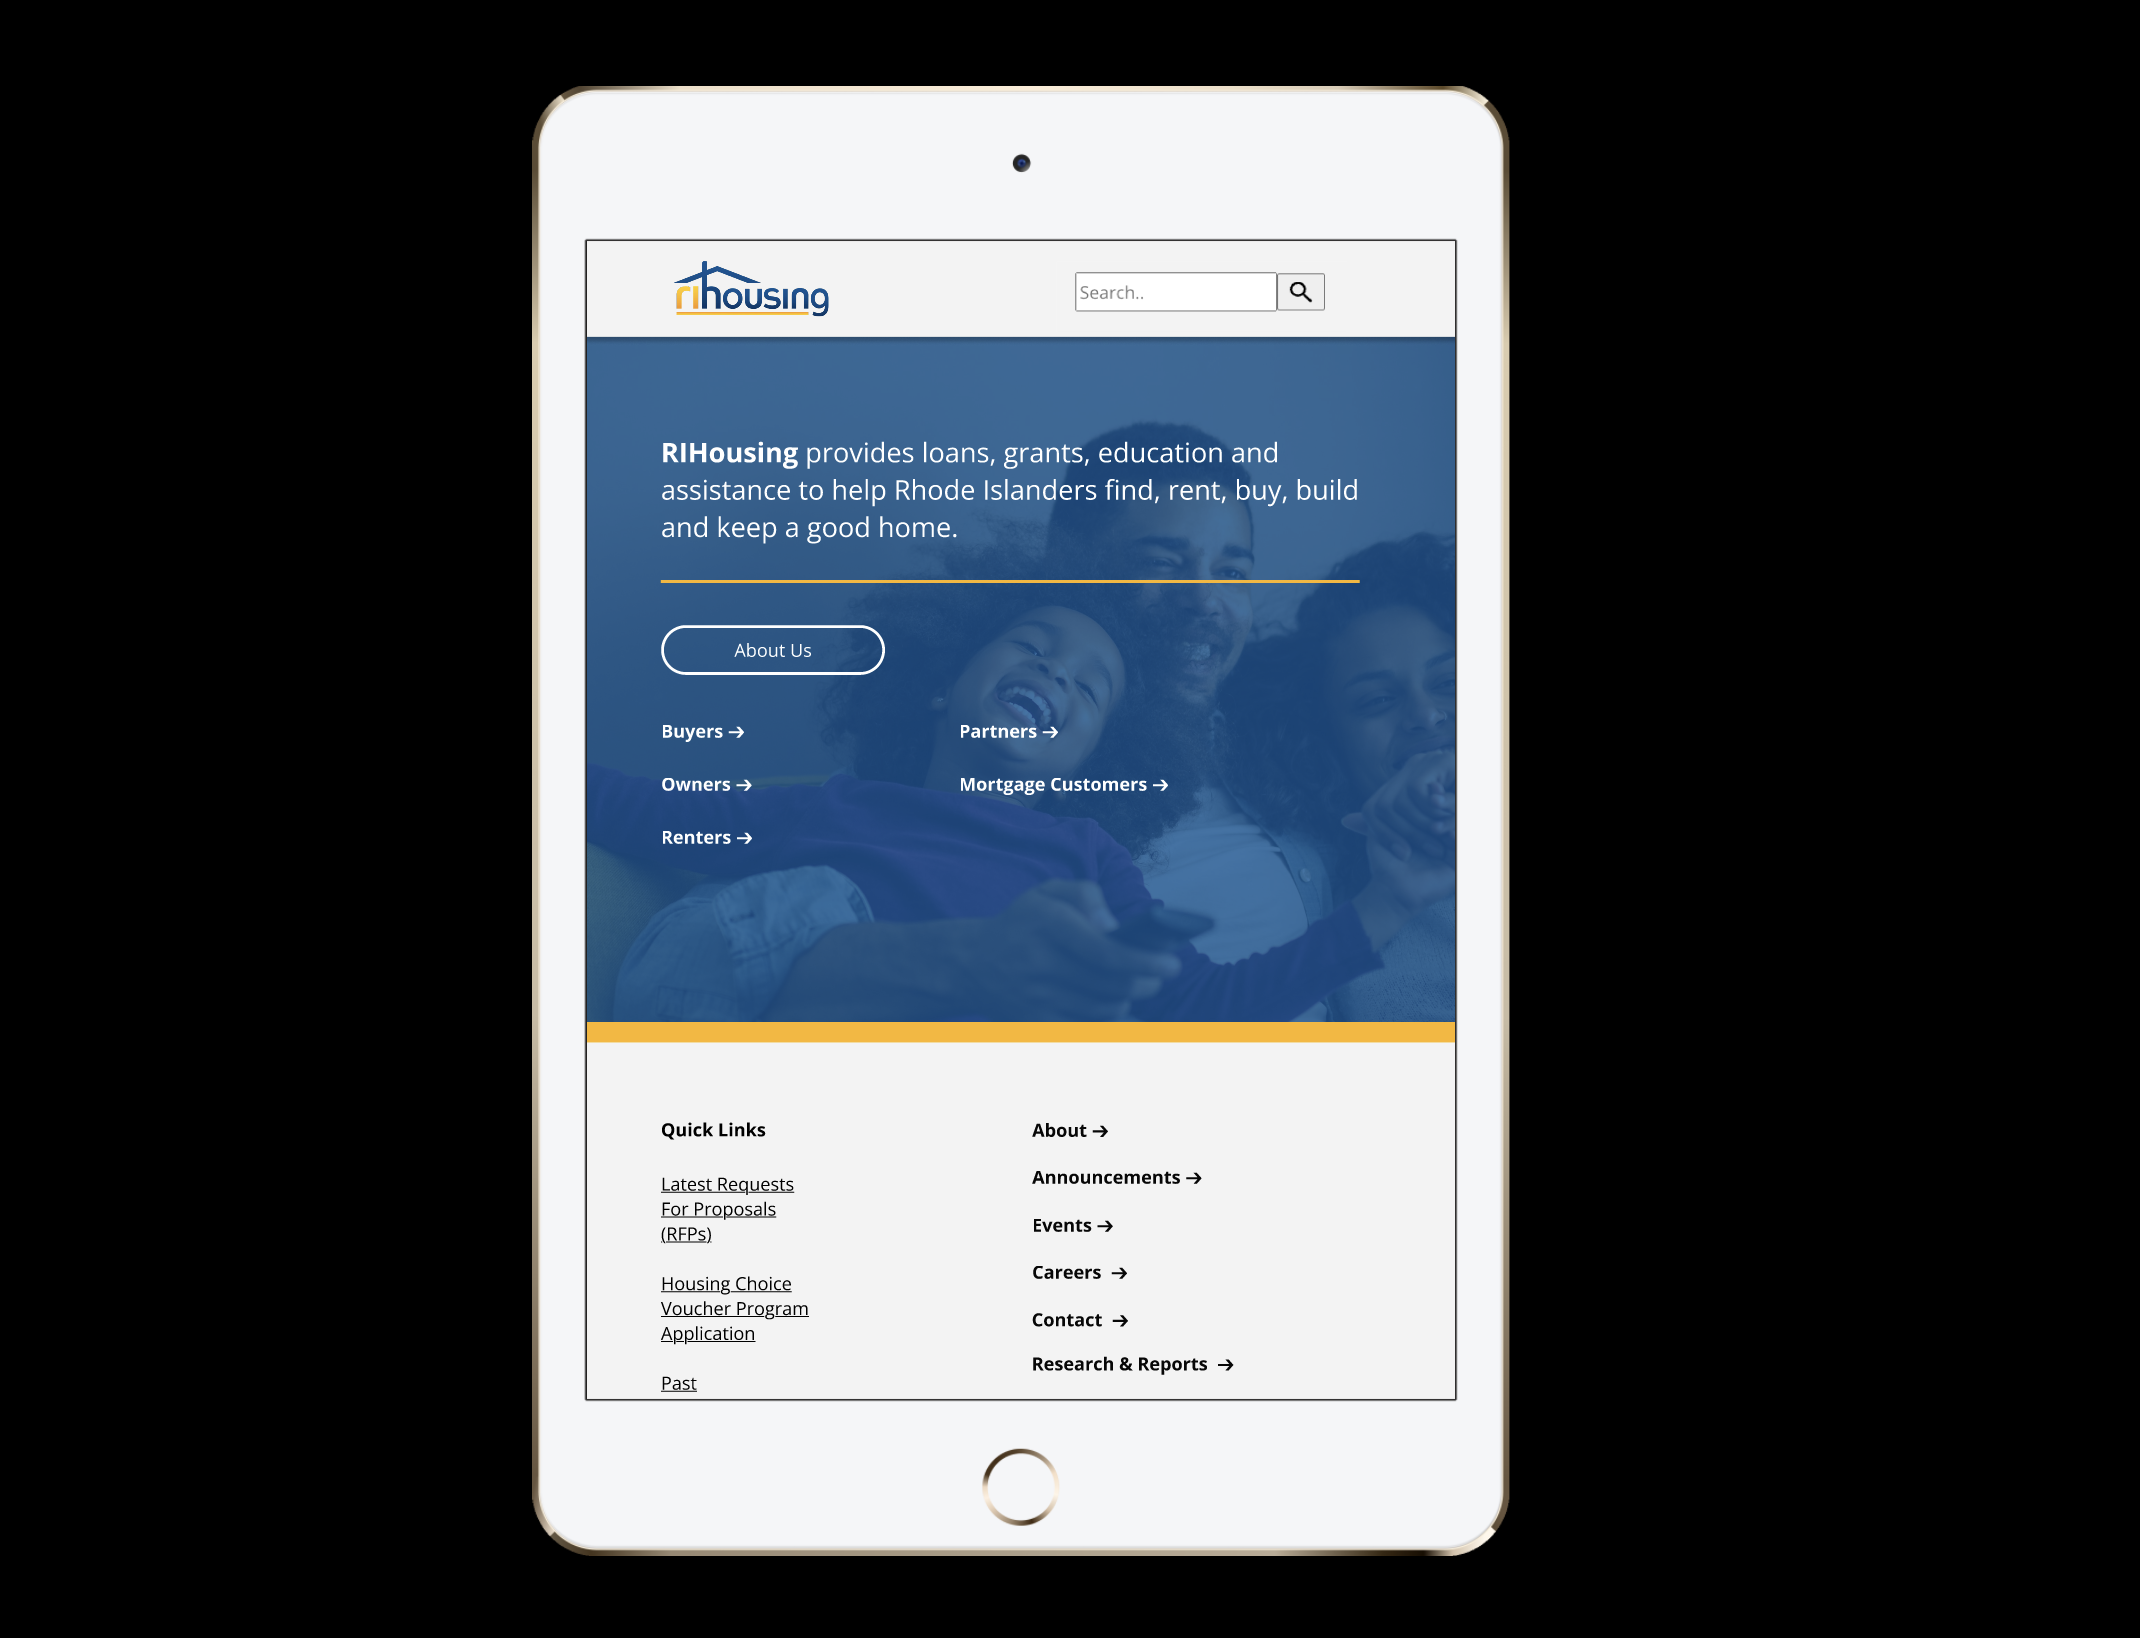 rihousing
Search..
RIHousing provides loans, grants, education and
assistance to help Rhode Islanders find, rent, buy, build
and keep a good home.
About Us
Buyers →
Owners →
Renters →
Partners →
Mortgage Customers →
Quick Links
Latest Requests
For Proposals
(RFPs)
Housing Choice
Voucher Program
Application
Past
About →
Announcements →
Events →
Careers →
Contact →
Research & Reports →